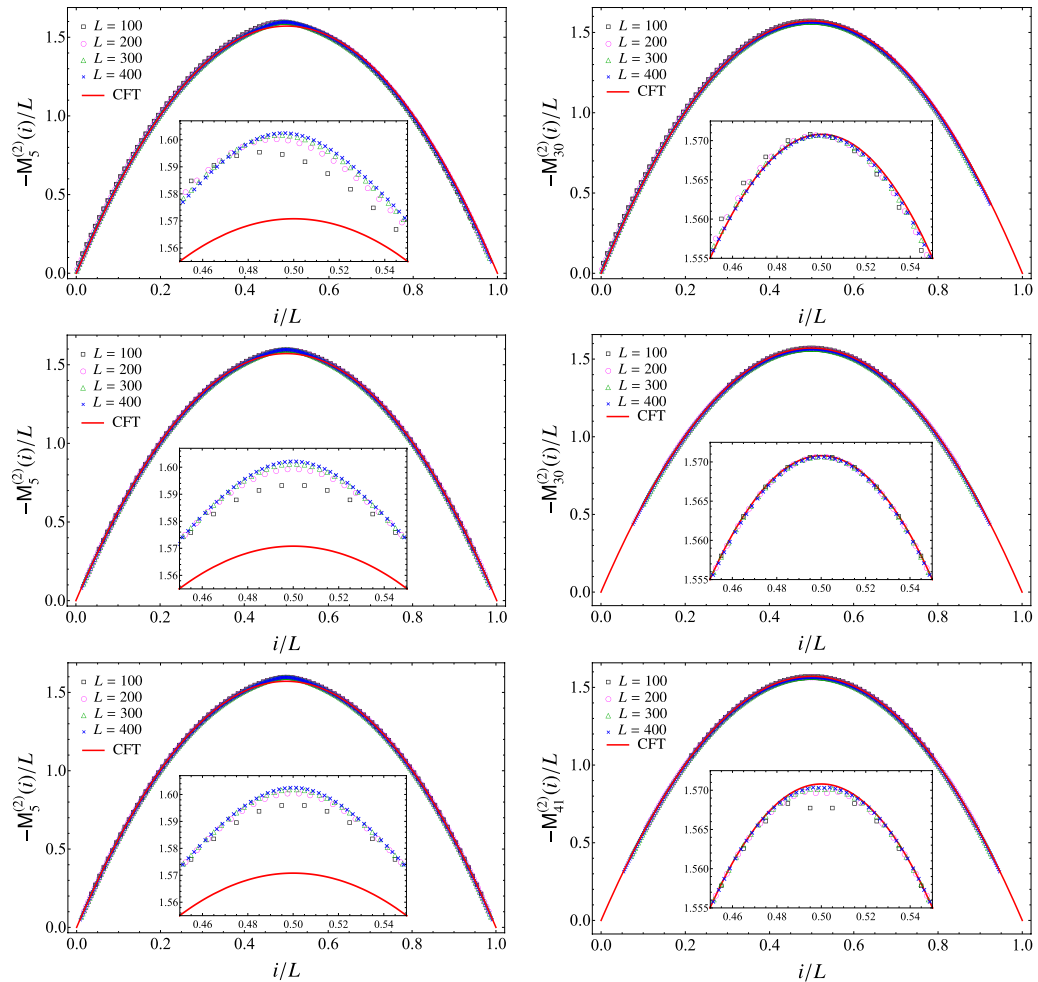 −M₅⁽²⁾(i)/L
1.5
1.0
0.5
0.0
L = 100
L = 200
L = 300
L = 400
CFT
1.60
1.59
1.58
1.57
1.56
0.46 0.48 0.50 0.52 0.54
0.0 0.2 0.4 0.6 0.8 1.0
i/L
−M₃₀⁽²⁾(i)/L
1.5
1.0
0.5
0.0
L = 100
L = 200
L = 300
L = 400
CFT
1.570
1.565
1.560
1.555
0.46 0.48 0.50 0.52 0.54
0.0 0.2 0.4 0.6 0.8 1.0
i/L
−M₅⁽²⁾(i)/L
1.5
1.0
0.5
0.0
L = 100
L = 200
L = 300
L = 400
CFT
1.60
1.59
1.58
1.57
1.56
0.46 0.48 0.50 0.52 0.54
0.0 0.2 0.4 0.6 0.8 1.0
i/L
−M₃₀⁽²⁾(i)/L
1.5
1.0
0.5
0.0
L = 100
L = 200
L = 300
L = 400
CFT
1.570
1.565
1.560
1.555
0.46 0.48 0.50 0.52 0.54
0.0 0.2 0.4 0.6 0.8 1.0
i/L
−M₅⁽²⁾(i)/L
1.5
1.0
0.5
0.0
L = 100
L = 200
L = 300
L = 400
CFT
1.60
1.59
1.58
1.57
1.56
0.46 0.48 0.50 0.52 0.54
0.0 0.2 0.4 0.6 0.8 1.0
i/L
−M₄₁⁽²⁾(i)/L
1.5
1.0
0.5
0.0
L = 100
L = 200
L = 300
L = 400
CFT
1.570
1.565
1.560
1.555
0.46 0.48 0.50 0.52 0.54
0.0 0.2 0.4 0.6 0.8 1.0
i/L